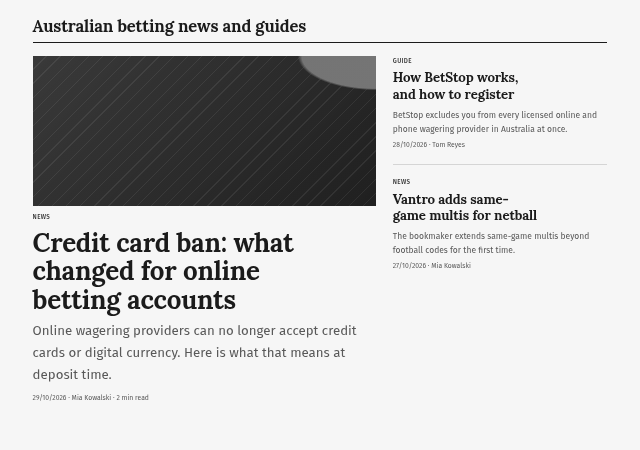 Australian betting news and guides
NEWS
Credit card ban: what
changed for online
betting accounts
Online wagering providers can no longer accept credit
cards or digital currency. Here is what that means at
deposit time.
29/10/2026 · Mia Kowalski · 2 min read
GUIDE
How BetStop works,
and how to register
BetStop excludes you from every licensed online and
phone wagering provider in Australia at once.
28/10/2026 · Tom Reyes
NEWS
Vantro adds same-
game multis for netball
The bookmaker extends same-game multis beyond
football codes for the first time.
27/10/2026 · Mia Kowalski